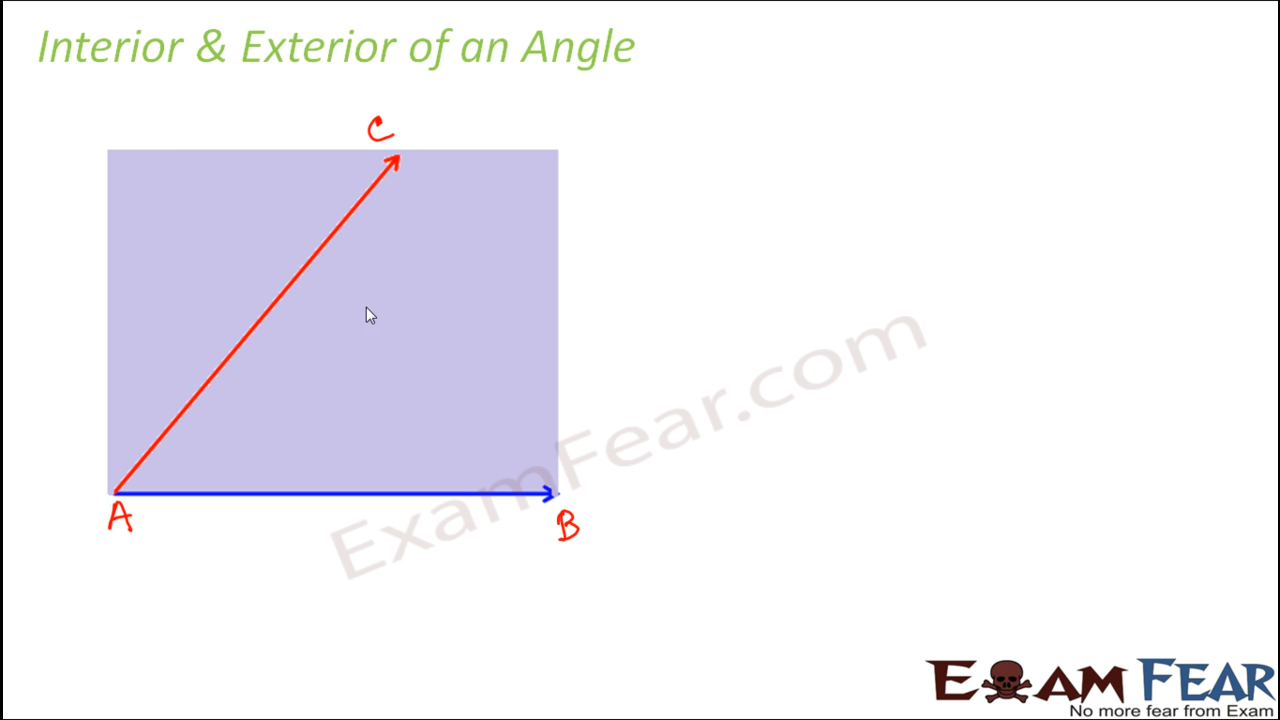 Interior & Exterior of an Angle
C
A
B
ExamFear.com
EXAM FEAR
No more fear from Exam